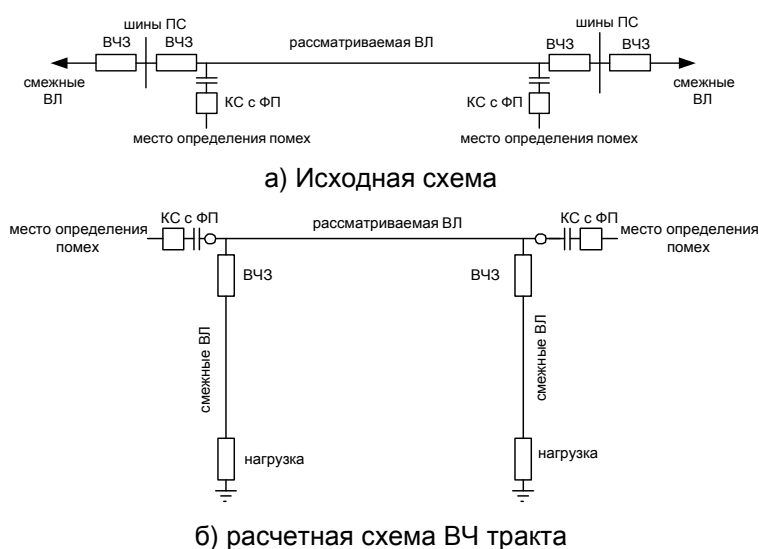 шины ПС
шины ПС
ВЧЗ
ВЧЗ
рассматриваемая ВЛ
ВЧЗ
ВЧЗ
смежные
ВЛ
смежные
ВЛ
КС с ФП
КС с ФП
место определения помех
место определения помех
а) Исходная схема
место определения
помех
КС с ФП
рассматриваемая ВЛ
КС с ФП
место определения
помех
ВЧЗ
ВЧЗ
смежные ВЛ
смежные ВЛ
нагрузка
нагрузка
б) расчетная схема ВЧ тракта